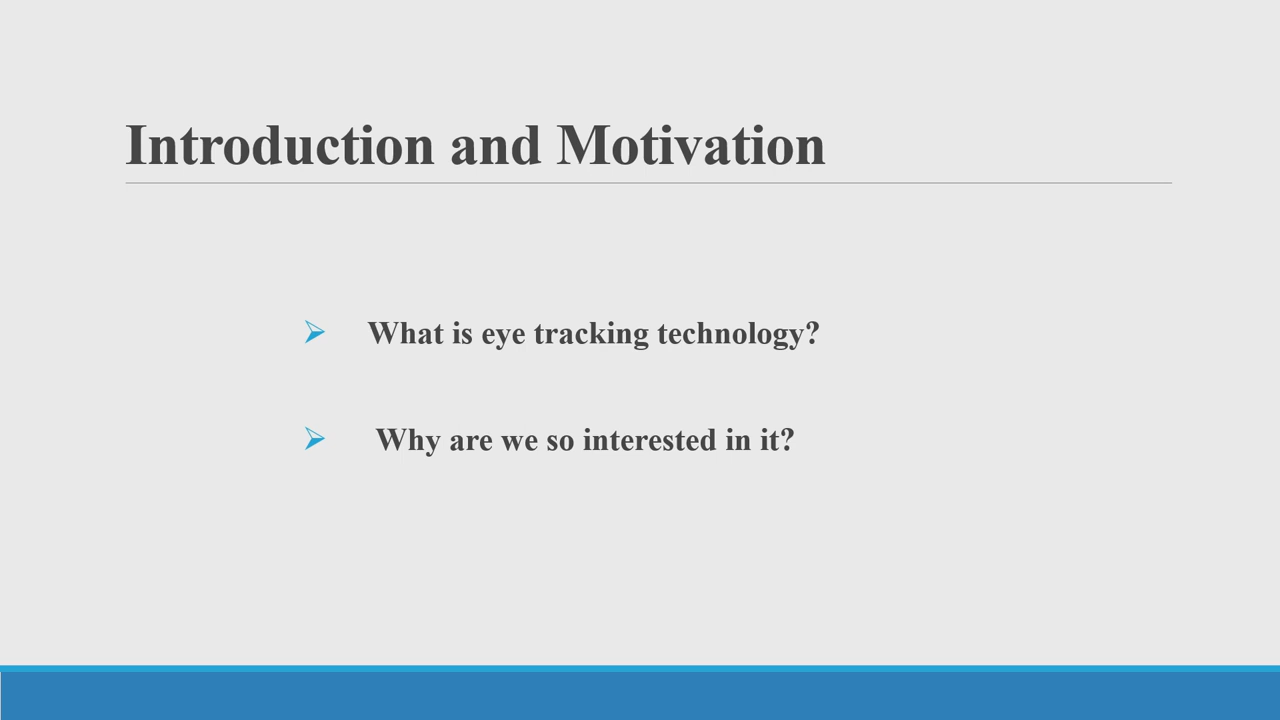 Introduction and Motivation
What is eye tracking technology?
Why are we so interested in it?